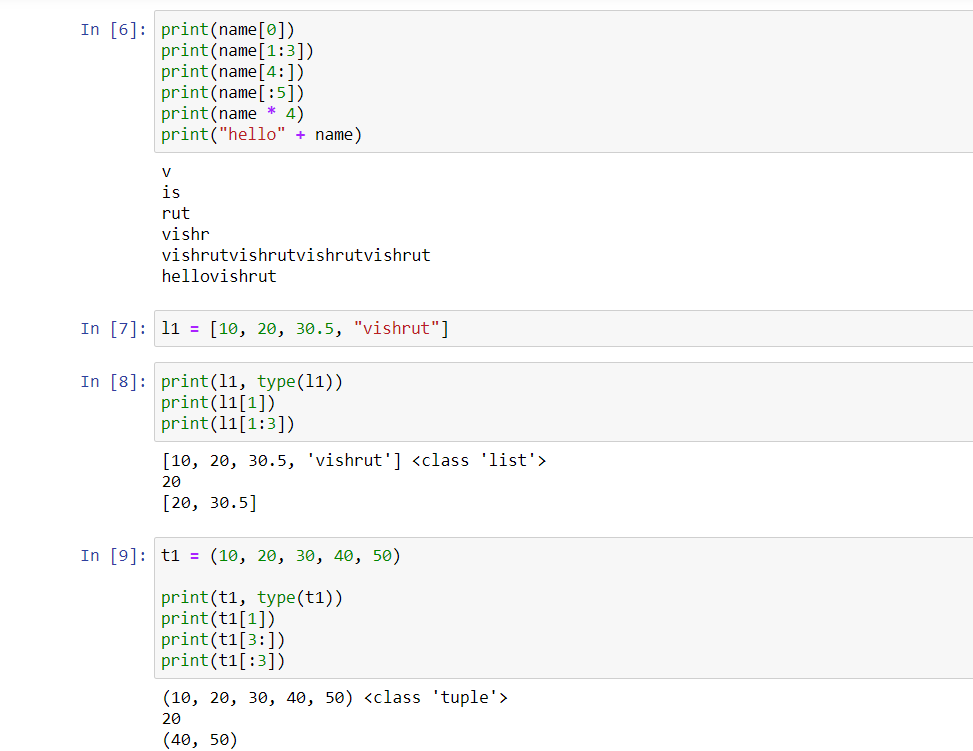 In [6]: print(name[0])
print(name[1:3])
print(name[4:])
print(name[:5])
print(name * 4)
print("hello" + name)
v
is
rut
vishr
vishrutvishrutvishrutvishrut
hellovishrut
In [7]: l1 = [10, 20, 30.5, "vishrut"]
In [8]: print(l1, type(l1))
print(l1[1])
print(l1[1:3])
[10, 20, 30.5, 'vishrut'] <class 'list'>
20
[20, 30.5]
In [9]: t1 = (10, 20, 30, 40, 50)
print(t1, type(t1))
print(t1[1])
print(t1[3:])
print(t1[:3])
(10, 20, 30, 40, 50) <class 'tuple'>
20
(40, 50)